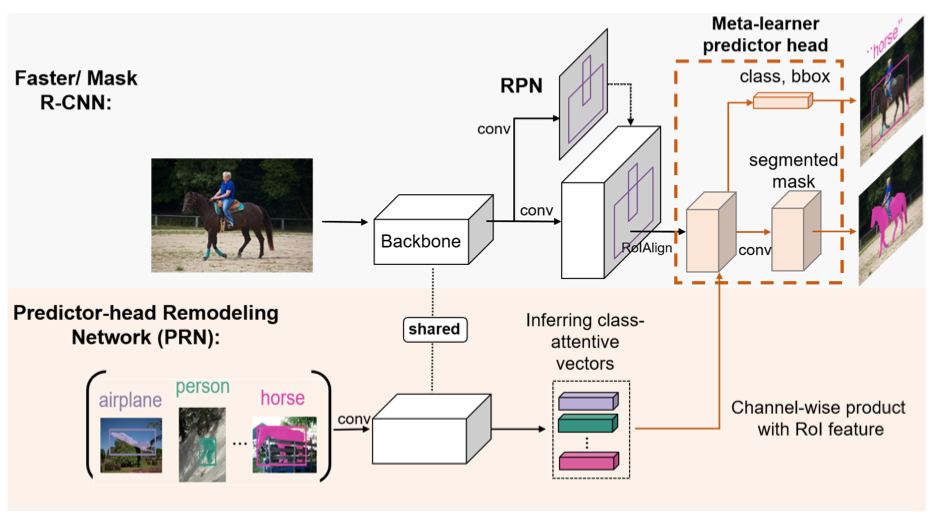 Meta-learner
predictor head
"horse"
Faster/ Mask
R-CNN:
RPN
class, bbox
conv
segmented
mask
conv
Backbone
RoIAlign
conv
Predictor-head Remodeling
Network (PRN):
shared
Inferring class-
attentive
vectors
airplane
person
horse
...
conv
Channel-wise product
with RoI feature